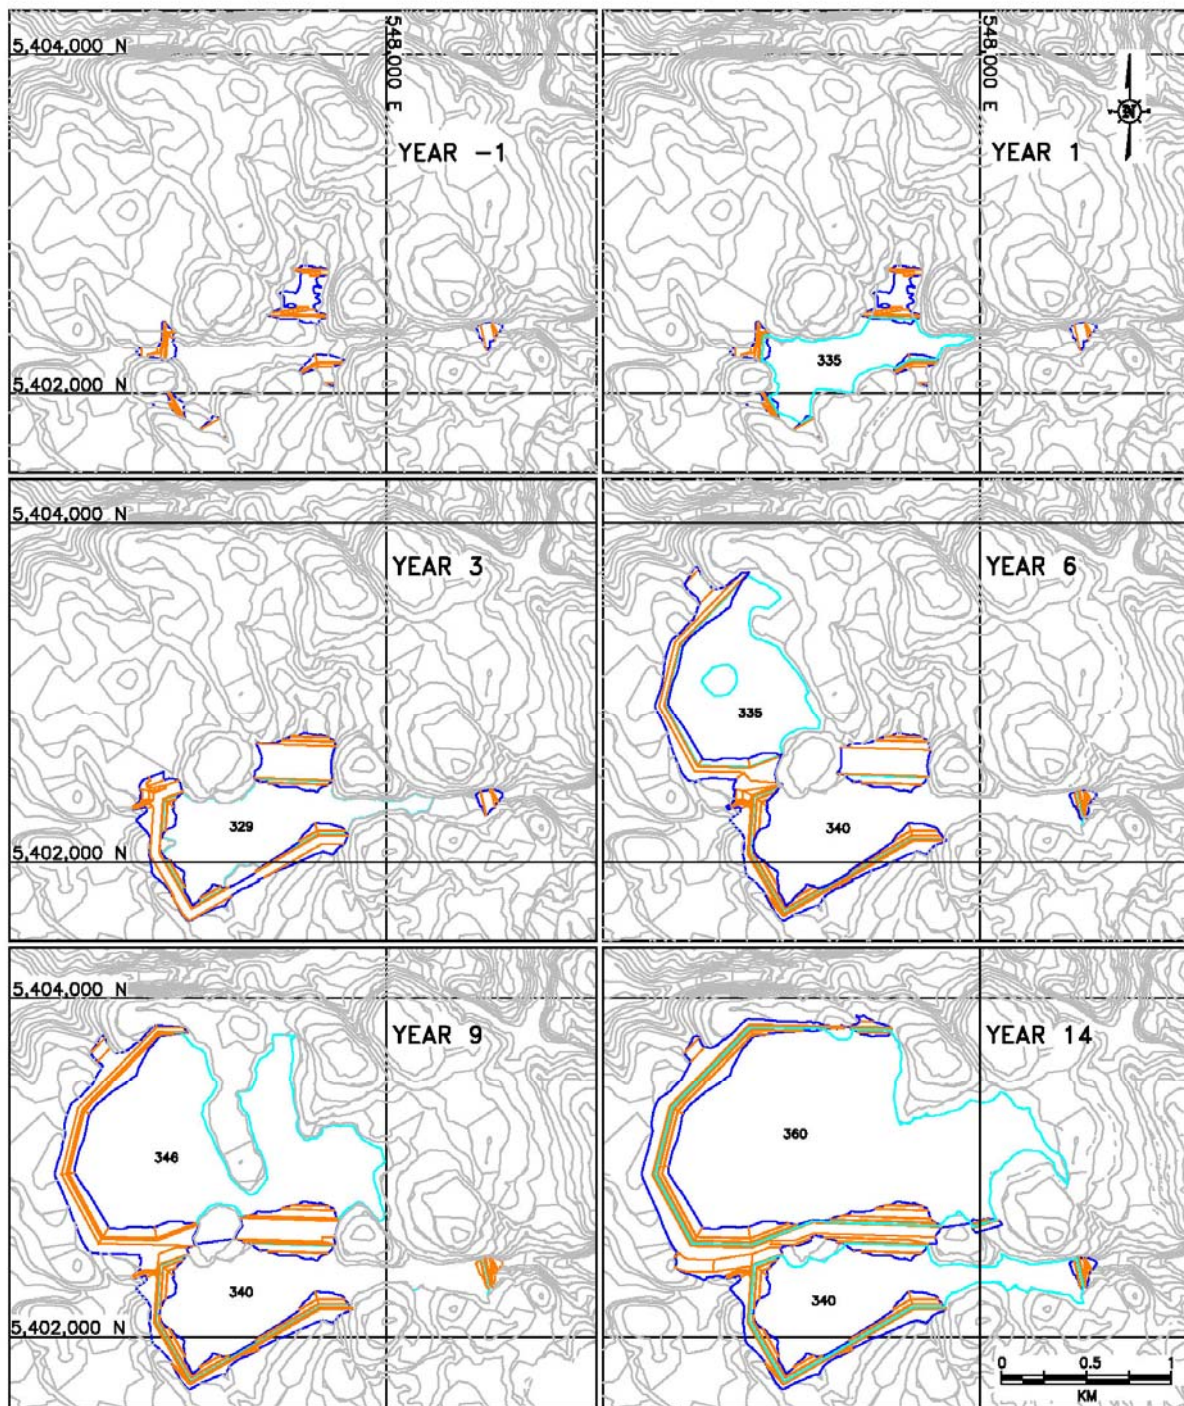 5,404,000 N
548,000 E
YEAR -1
5,402,000 N
548,000 E
N
YEAR 1
335
5,404,000 N
YEAR 3
329
5,402,000 N
YEAR 6
335
340
5,404,000 N
YEAR 9
346
340
5,402,000 N
YEAR 14
360
340
0 0.5 1
KM